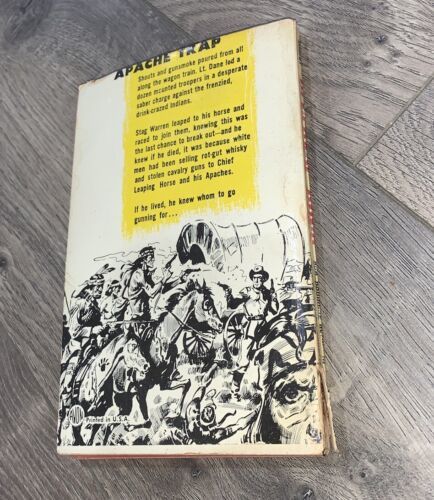 APACHE TRAP
Shouts and gunsmoke poured from all
along the wagon train. Lt. Dane led a
dozen mounted troopers in a desperate
saber charge against the frenzied,
drink-crazed Indians.
Stag Warren leaped to his horse and
raced to join them, knowing this was
the last chance to break out—and he
knew if he died, it was because white
men had been selling rot-gut whisky
and stolen cavalry guns to Chief
Leaping Horse and his Apaches.
If he lived, he knew whom to go
gunning for...
Printed in U.S.A.